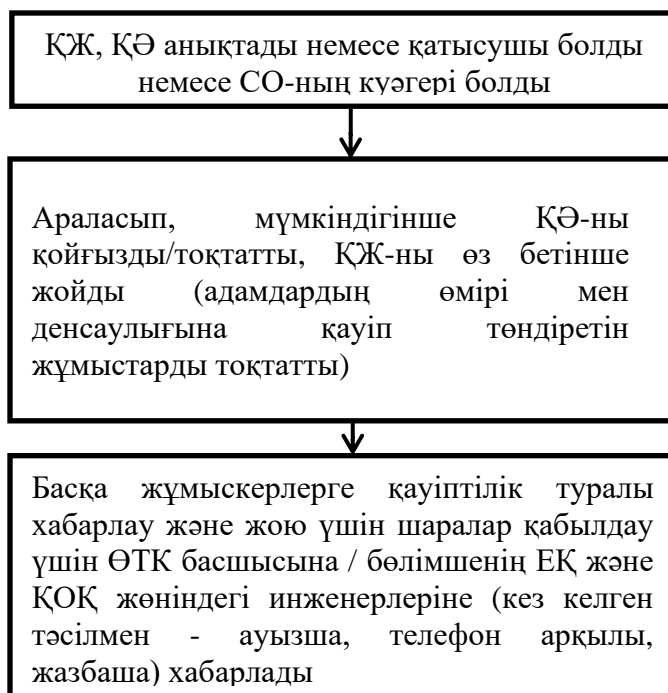 ҚЖ, ҚӘ анықтады немесе қатысушы болды
немесе СО-ның куәгері болды
Араласып, мүмкіндігінше ҚӘ-ны
қойғызды/тоқтатты, ҚЖ-ны өз бетінше
жойды (адамдардың өмірі мен
денсаулығына қауіп төндіретін
жұмыстарды тоқтатты)
Басқа жұмыскерлерге қауіптілік туралы
хабарлау және жою үшін шаралар қабылдау
үшін ӨТК басшысына / бөлімшенің ЕҚ және
ҚОҚ жөніндегі инженерлеріне (кез келген
тәсілмен - ауызша, телефон арқылы,
жазбаша) хабарлады